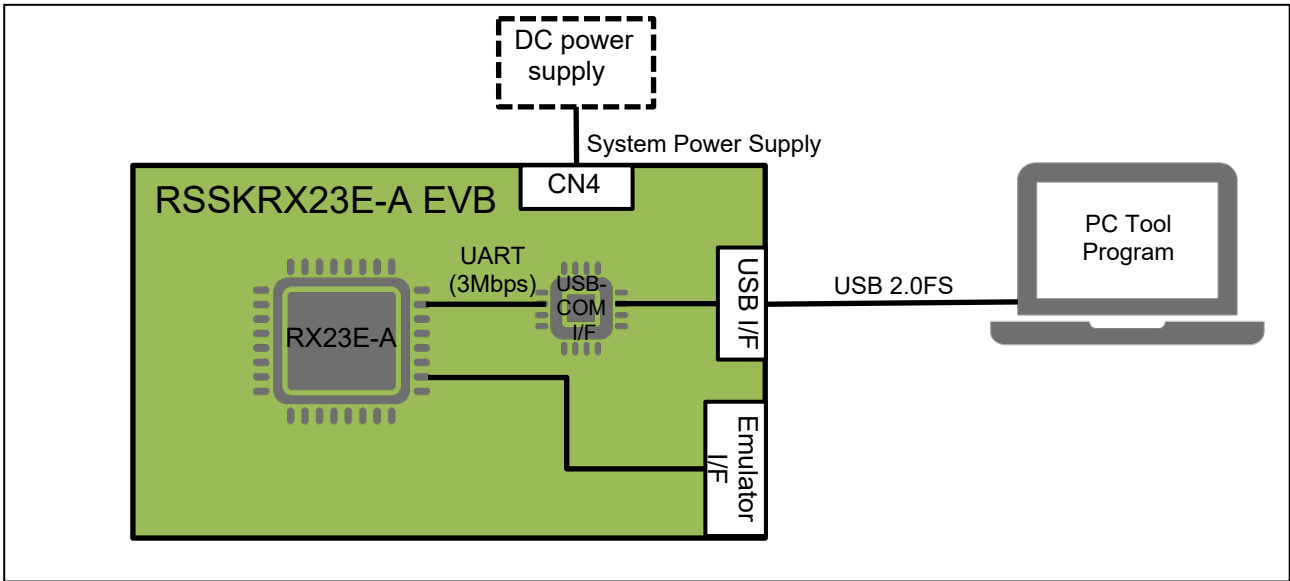 DC power
supply
System Power Supply
CN4
RSSKRX23E-A EVB
UART
(3Mbps)
USB-
COM
I/F
RX23E-A
USB I/F
USB 2.0FS
PC Tool
Program
Emulator
I/F